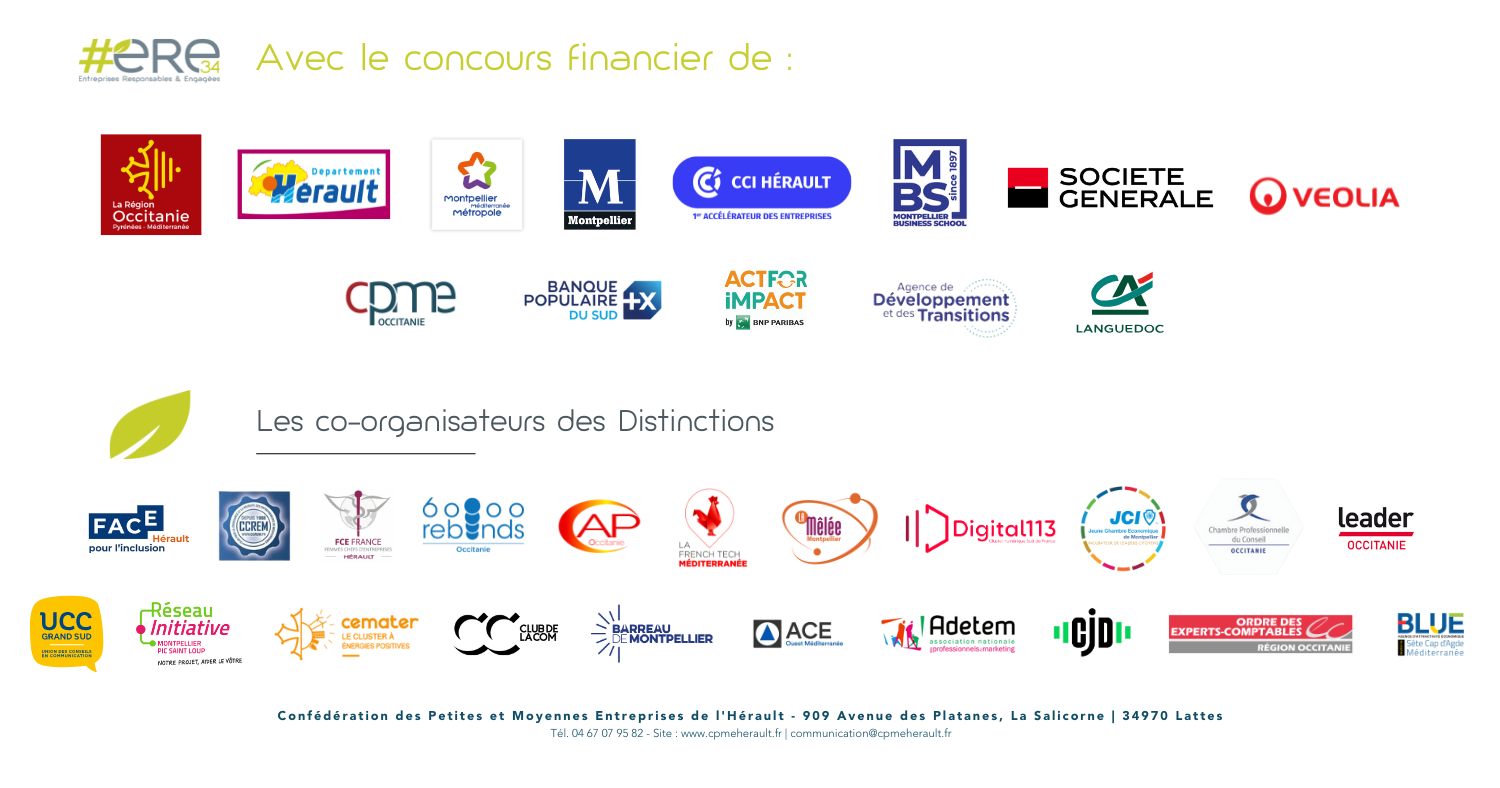 #eRe34
Entreprises Responsables & Engagées
Avec le concours financier de :
La Région
Occitanie
Pyrénées - Méditerranée
Departement
Hérault
montpellier
méditerranée
métropole
M
Montpellier
CCI HÉRAULT
1er ACCÉLÉRATEUR DES ENTREPRISES
MBS since 1897
MONTPELLIER
BUSINESS SCHOOL
SOCIETE
GENERALE
VEOLIA
cpme
OCCITANIE
BANQUE
POPULAIRE +X
DU SUD
ACTFOR
iMPACT
by BNP PARIBAS
Agence de
Développement
et des Transitions
CA
LANGUEDOC
Les co-organisateurs des Distinctions
FACE
Hérault
pour l'inclusion
DEPUIS 1986
CCREM
FCE FRANCE
FEMMES CHEFS D'ENTREPRISES
HÉRAULT
60000
rebonds
Occitanie
CAP
Occitanie
LA
FRENCH TECH
MÉDITERRANÉE
La Mêlée
Montpellier
Digital113
JCI
Jeune Chambre Economique
de Montpellier
Chambre Professionnelle
du Conseil
OCCITANIE
leader
OCCITANIE
UCC
GRAND SUD
UNION DES CONSEILS
EN COMMUNICATION
Réseau
Initiative
MONTPELLIER
PIC SAINT LOUP
NOTRE PROJET, AIDER LE VÔTRE
cemater
LE CLUSTER À
ÉNERGIES POSITIVES
CC CLUB DE
LA COM
BARREAU
DE MONTPELLIER
ACE
Ouest Méditerranée
Adetem
association nationale
professionnels du marketing
CJD
ORDRE DES
EXPERTS-COMPTABLES
RÉGION OCCITANIE
BLUE
Sète Cap d'Agde
Méditerranée
Confédération des Petites et Moyennes Entreprises de l'Hérault - 909 Avenue des Platanes, La Salicorne | 34970 Lattes
Tél. 04 67 07 95 82 - Site : www.cpmeherault.fr | communication@cpmeherault.fr